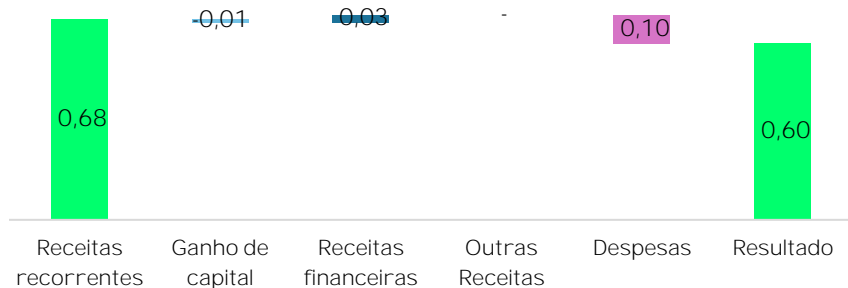 0,68
-0,01
0,03
-
0,10
0,60
Receitas
recorrentes
Ganho de
capital
Receitas
financeiras
Outras
Receitas
Despesas
Resultado